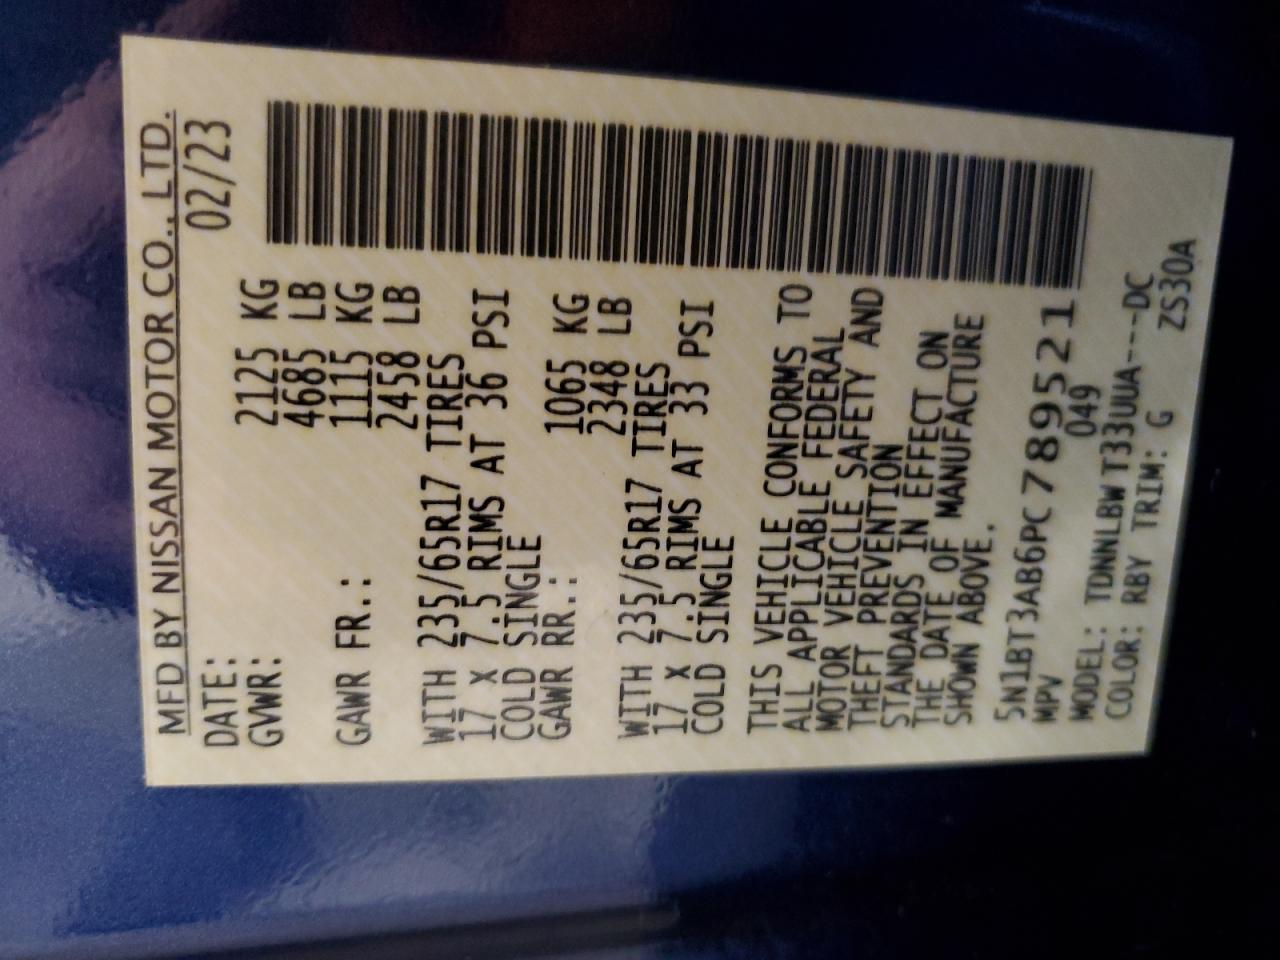 MFD BY NISSAN MOTOR CO., LTD.
DATE: 02/23
GVWR: 2125 KG
4685 LB
GAWR FR.: 1115 KG
2458 LB
WITH 235/65R17 TIRES
17 X 7.5 RIMS AT 36 PSI
COLD SINGLE
GAWR RR.: 1065 KG
2348 LB
WITH 235/65R17 TIRES
17 X 7.5 RIMS AT 33 PSI
COLD SINGLE
THIS VEHICLE CONFORMS TO
ALL APPLICABLE FEDERAL
MOTOR VEHICLE SAFETY AND
THEFT PREVENTION
STANDARDS IN EFFECT ON
THE DATE OF MANUFACTURE
SHOWN ABOVE.
5N1BT3AB6PC789521
MPV 049
MODEL: TDNNLBW T33UUA---DC
COLOR: RBY TRIM: G ZS30A